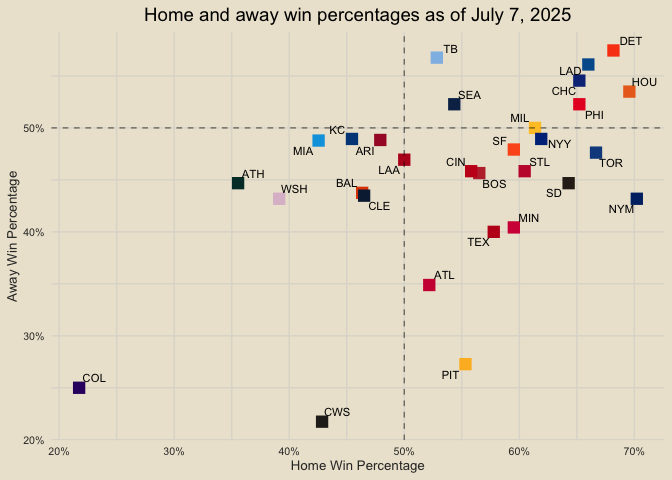 Home and away win percentages as of July 7, 2025
DET
TB
LAD
HOU
SEA
CHC
PHI
MIL
50%
KC
SF
NYY
MIA
ARI
CIN
STL
TOR
LAA
ATH
BAL
BOS
WSH
SD
CLE
NYM
MIN
40%
TEX
ATL
30%
PIT
COL
CWS
20%
20%
30%
40%
50%
60%
70%
Home Win Percentage
Away Win Percentage